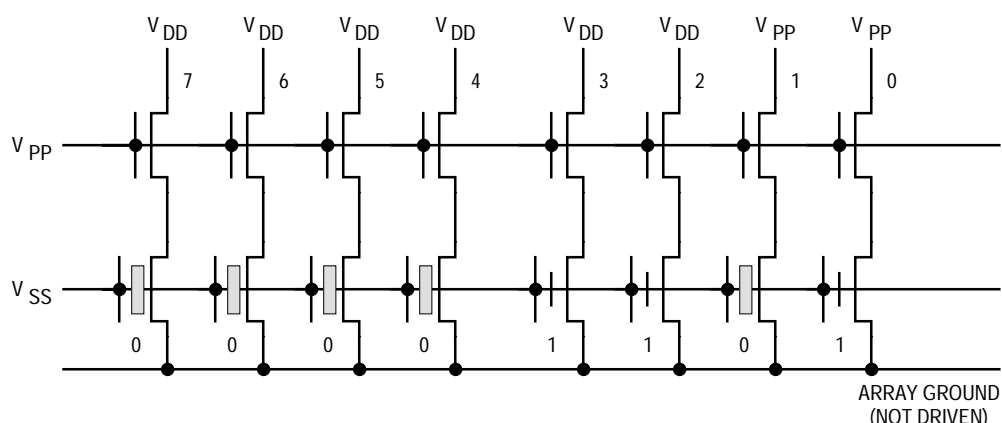 V DD V DD V DD V DD V DD V DD V PP V PP
7 6 5 4 3 2 1 0
V PP
V SS
0 0 0 0 1 1 0 1
ARRAY GROUND
(NOT DRIVEN)